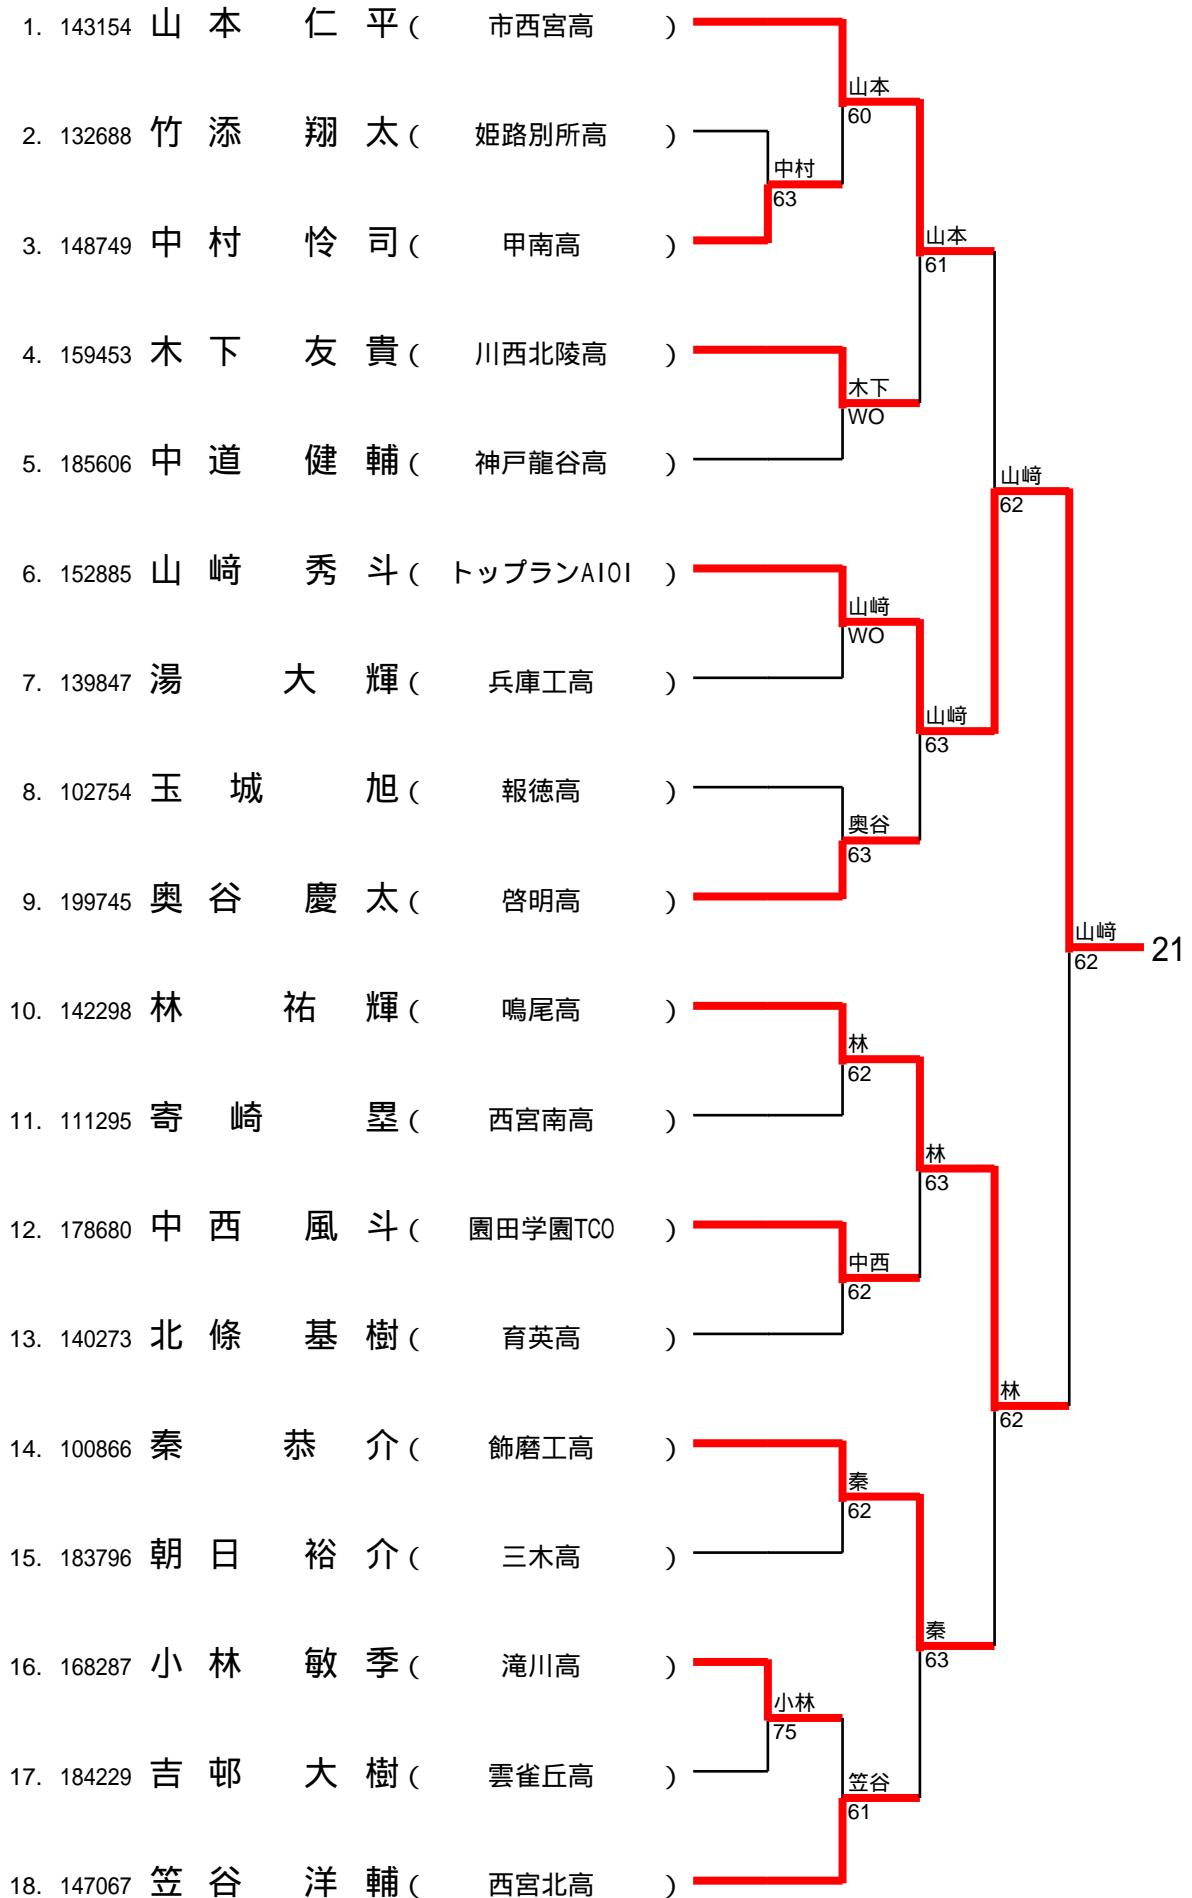 1. 143154 山本 仁平 ( 市西宮高 )
山本
60
2. 132688 竹添 翔太 ( 姫路別所高 )
中村
63
3. 148749 中村 怜司 ( 甲南高 )
山本
61
4. 159453 木下 友貴 ( 川西北陵高 )
木下
WO
5. 185606 中道 健輔 ( 神戸龍谷高 )
山﨑
62
6. 152885 山﨑 秀斗 ( トップランAIOI )
山﨑
WO
7. 139847 湯 大輝 ( 兵庫工高 )
山﨑
63
8. 102754 玉城 旭 ( 報徳高 )
奥谷
63
9. 199745 奥谷 慶太 ( 啓明高 )
山﨑
62
21
10. 142298 林 祐輝 ( 鳴尾高 )
林
62
11. 111295 寄崎 塁 ( 西宮南高 )
林
63
12. 178680 中西 風斗 ( 園田学園TCO )
中西
62
13. 140273 北條 基樹 ( 育英高 )
林
62
14. 100866 秦 恭介 ( 飾磨工高 )
秦
62
15. 183796 朝日 裕介 ( 三木高 )
秦
63
16. 168287 小林 敏季 ( 滝川高 )
小林
75
17. 184229 吉邨 大樹 ( 雲雀丘高 )
笠谷
61
18. 147067 笠谷 洋輔 ( 西宮北高 )